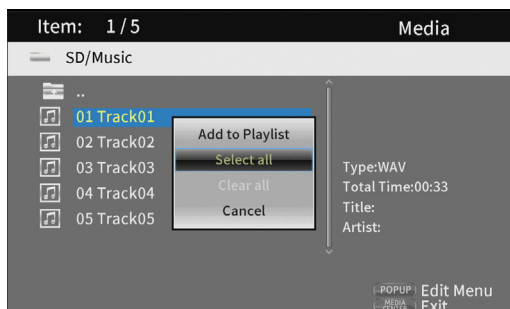 Item: 1/5 Media
SD/Music
..
01 Track01
02 Track02
03 Track03
04 Track04
05 Track05
Add to Playlist
Select all
Clear all
Cancel
Type:WAV
Total Time:00:33
Title:
Artist:
POPUP Edit Menu
MEDIA CENTER Exit